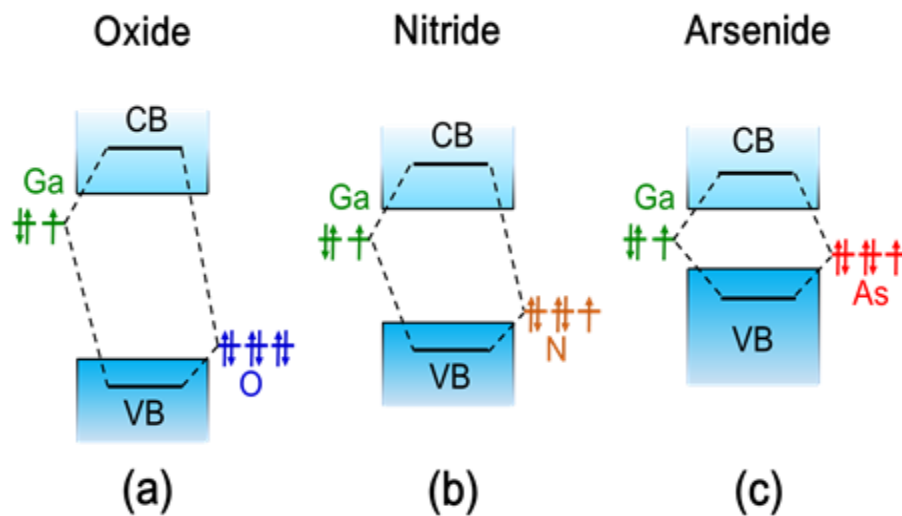 Oxide
Nitride
Arsenide
CB
CB
CB
Ga
Ga
Ga
As
N
O
VB
VB
VB
(a)
(b)
(c)